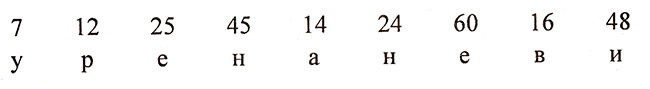 7 12 25 45 14 24 60 16 48
у р е н а н е в и